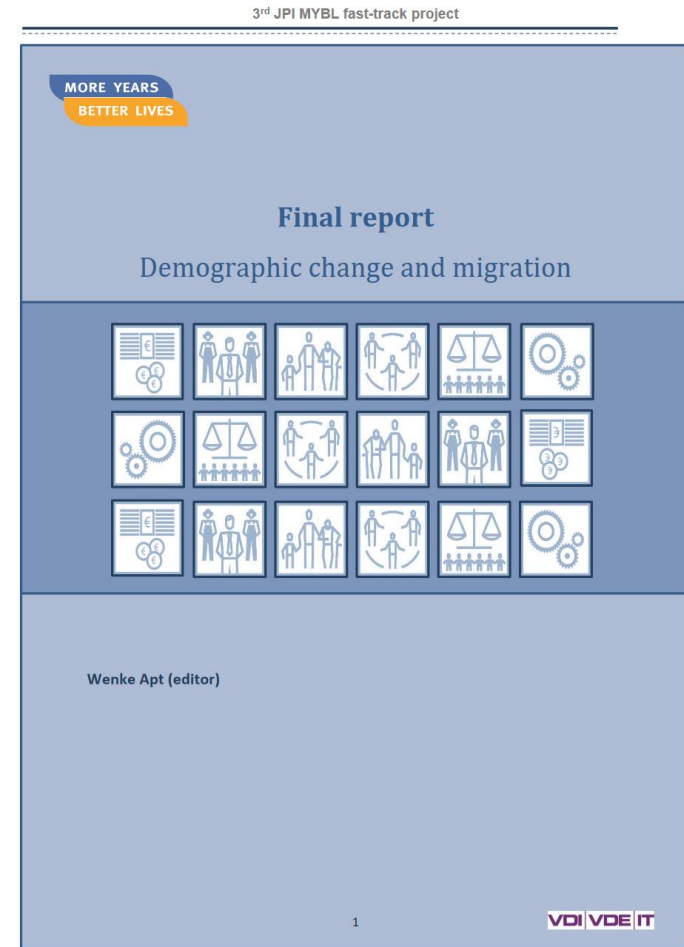 3rd JPI MYBL fast-track project
MORE YEARS
BETTER LIVES
Final report
Demographic change and migration
Wenke Apt (editor)
1
VDI VDE IT